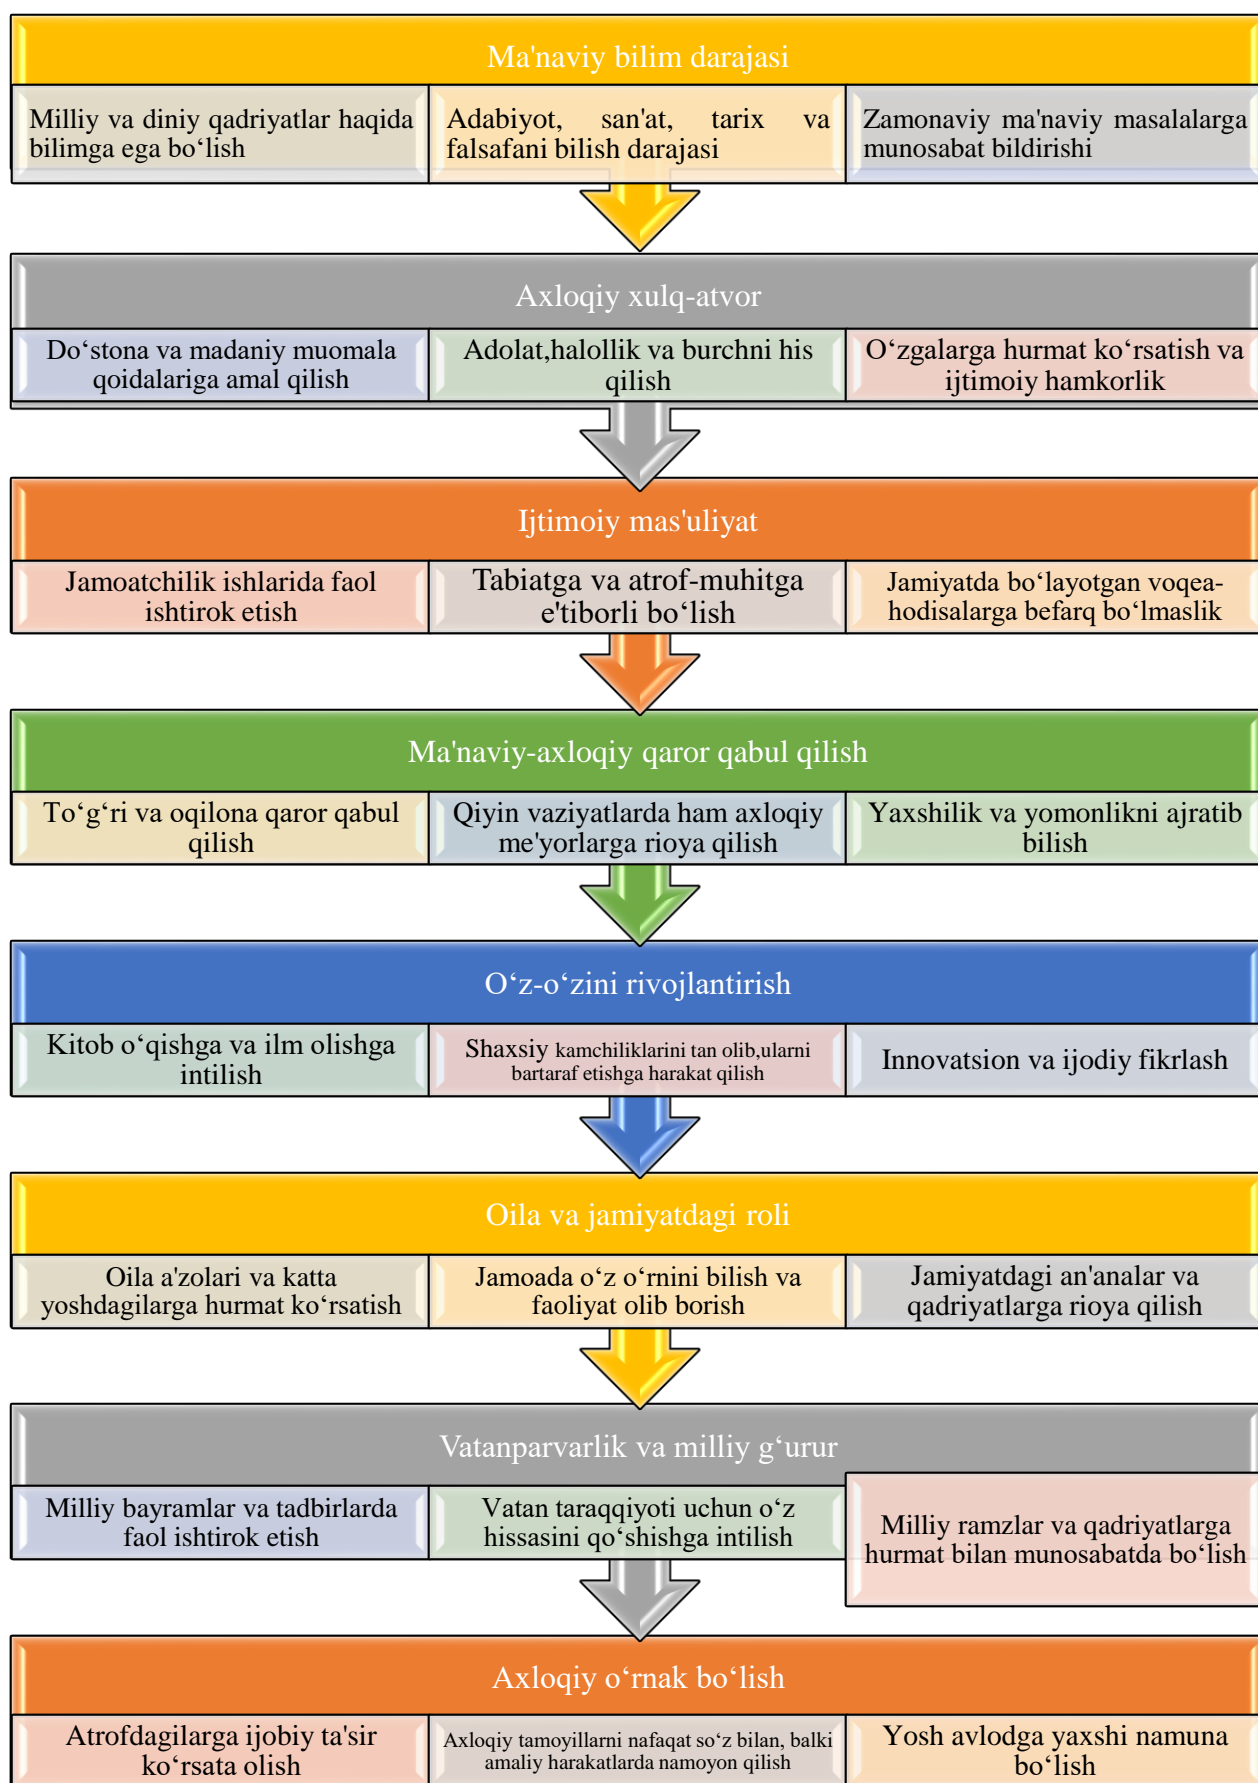 Ma'naviy bilim darajasi
Milliy va diniy qadriyatlar haqida
bilimga ega bo‘lish
Adabiyot, san'at, tarix va
falsafani bilish darajasi
Zamonaviy ma'naviy masalalarga
munosabat bildirishi
Axloqiy xulq-atvor
Do‘stona va madaniy muomala
qoidalariga amal qilish
Adolat,halollik va burchni his
qilish
O‘zgalarga hurmat ko‘rsatish va
ijtimoiy hamkorlik
Ijtimoiy mas'uliyat
Jamoatchilik ishlarida faol
ishtirok etish
Tabiatga va atrof-muhitga
e'tiborli bo‘lish
Jamiyatda bo‘layotgan voqea-
hodisalarga befarq bo‘lmaslik
Ma'naviy-axloqiy qaror qabul qilish
To‘g‘ri va oqilona qaror qabul
qilish
Qiyin vaziyatlarda ham axloqiy
me'yorlarga rioya qilish
Yaxshilik va yomonlikni ajratib
bilish
O‘z-o‘zini rivojlantirish
Kitob o‘qishga va ilm olishga
intilish
Shaxsiy kamchiliklarini tan olib,ularni
bartaraf etishga harakat qilish
Innovatsion va ijodiy fikrlash
Oila va jamiyatdagi roli
Oila a'zolari va katta
yoshdagilarga hurmat ko‘rsatish
Jamoada o‘z o‘rnini bilish va
faoliyat olib borish
Jamiyatdagi an'analar va
qadriyatlarga rioya qilish
Vatanparvarlik va milliy g‘urur
Milliy bayramlar va tadbirlarda
faol ishtirok etish
Vatan taraqqiyoti uchun o‘z
hissasini qo‘shishga intilish
Milliy ramzlar va qadriyatlarga
hurmat bilan munosabatda bo‘lish
Axloqiy o‘rnak bo‘lish
Atrofdagilarga ijobiy ta'sir
ko‘rsata olish
Axloqiy tamoyillarni nafaqat so‘z bilan, balki
amaliy harakatlarda namoyon qilish
Yosh avlodga yaxshi namuna
bo‘lish